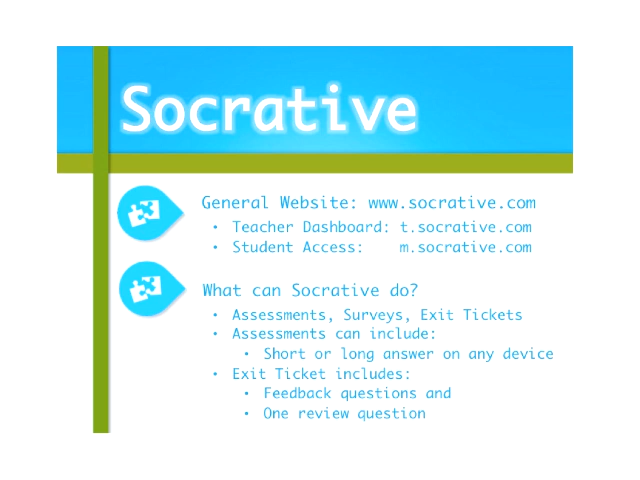 Socrative
General Website: www.socrative.com
• Teacher Dashboard: t.socrative.com
• Student Access: m.socrative.com
What can Socrative do?
• Assessments, Surveys, Exit Tickets
• Assessments can include:
• Short or long answer on any device
• Exit Ticket includes:
• Feedback questions and
• One review question